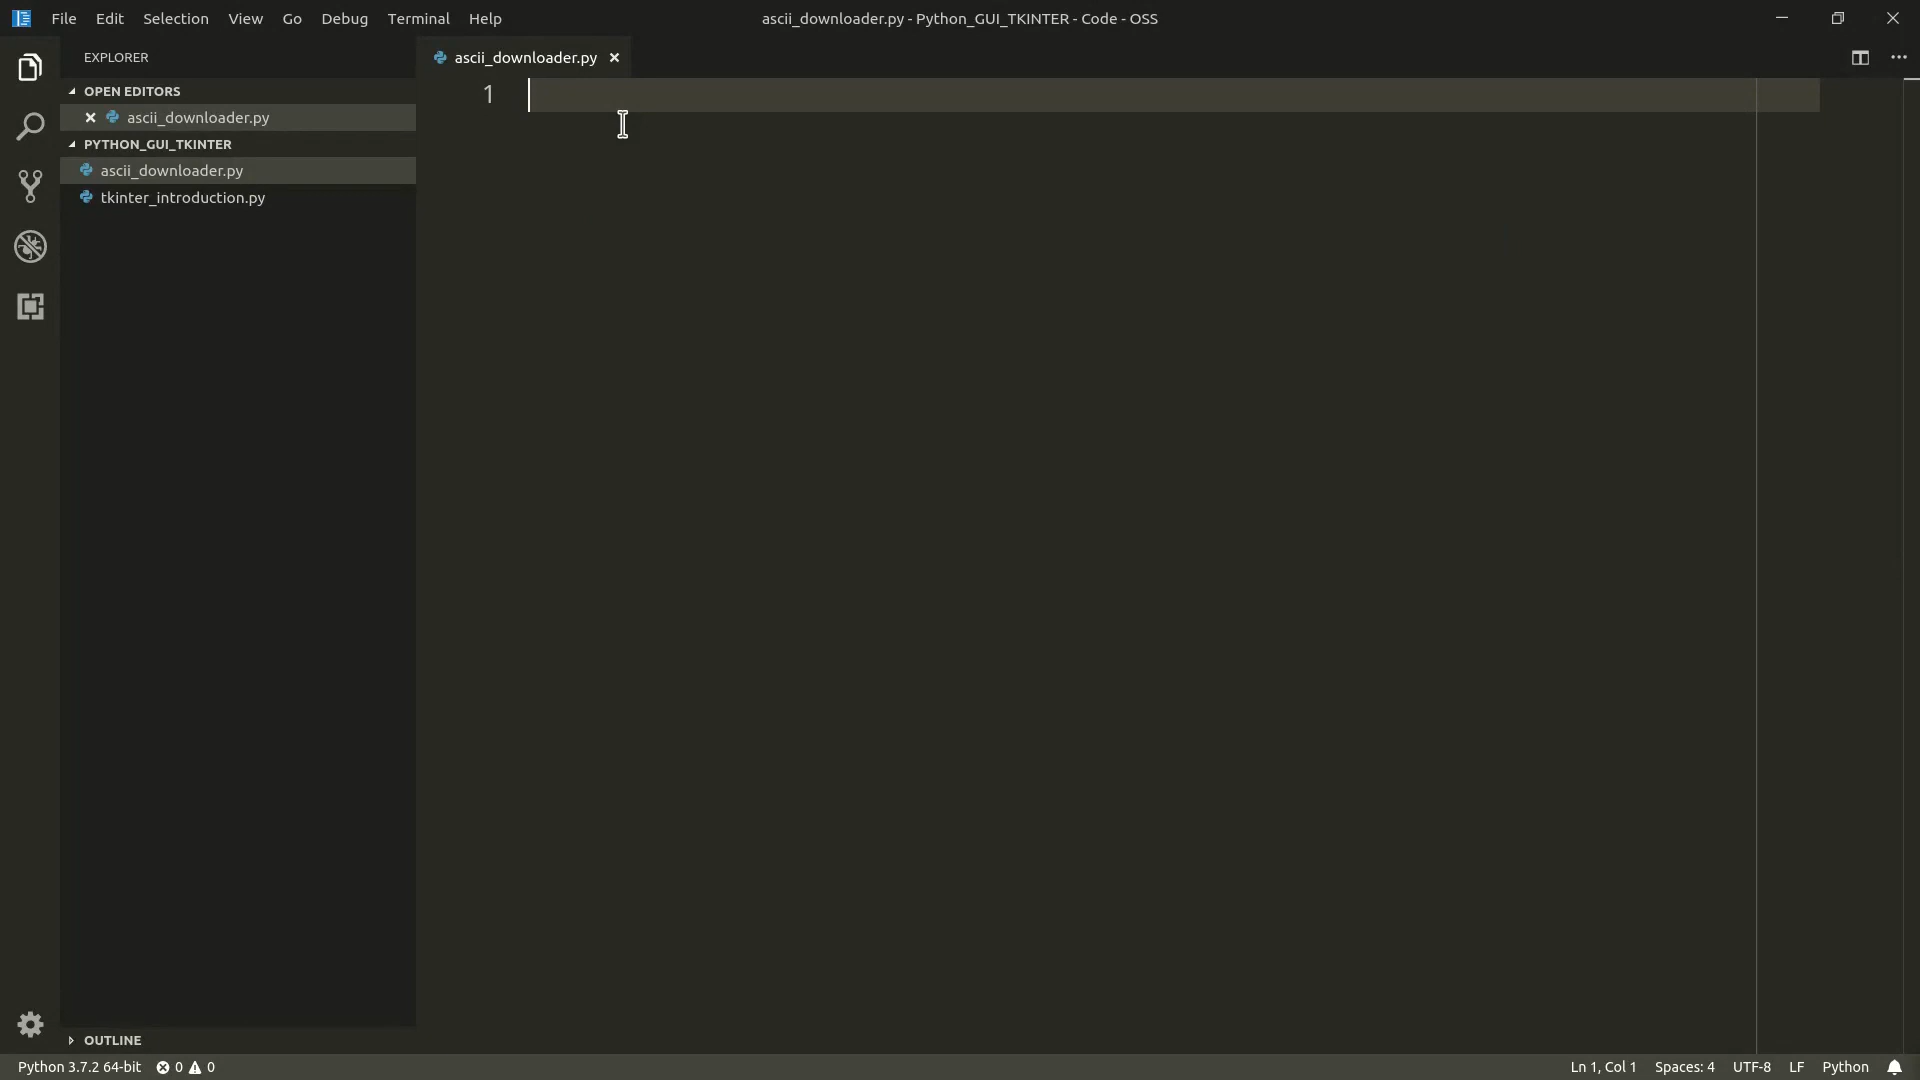 File Edit Selection View Go Debug Terminal Help
ascii_downloader.py - Python_GUI_TKINTER - Code - OSS
EXPLORER
OPEN EDITORS
ascii_downloader.py
PYTHON_GUI_TKINTER
ascii_downloader.py
tkinter_introduction.py
OUTLINE
ascii_downloader.py
1
Python 3.7.2 64-bit 0 0
Ln 1, Col 1 Spaces: 4 UTF-8 LF Python